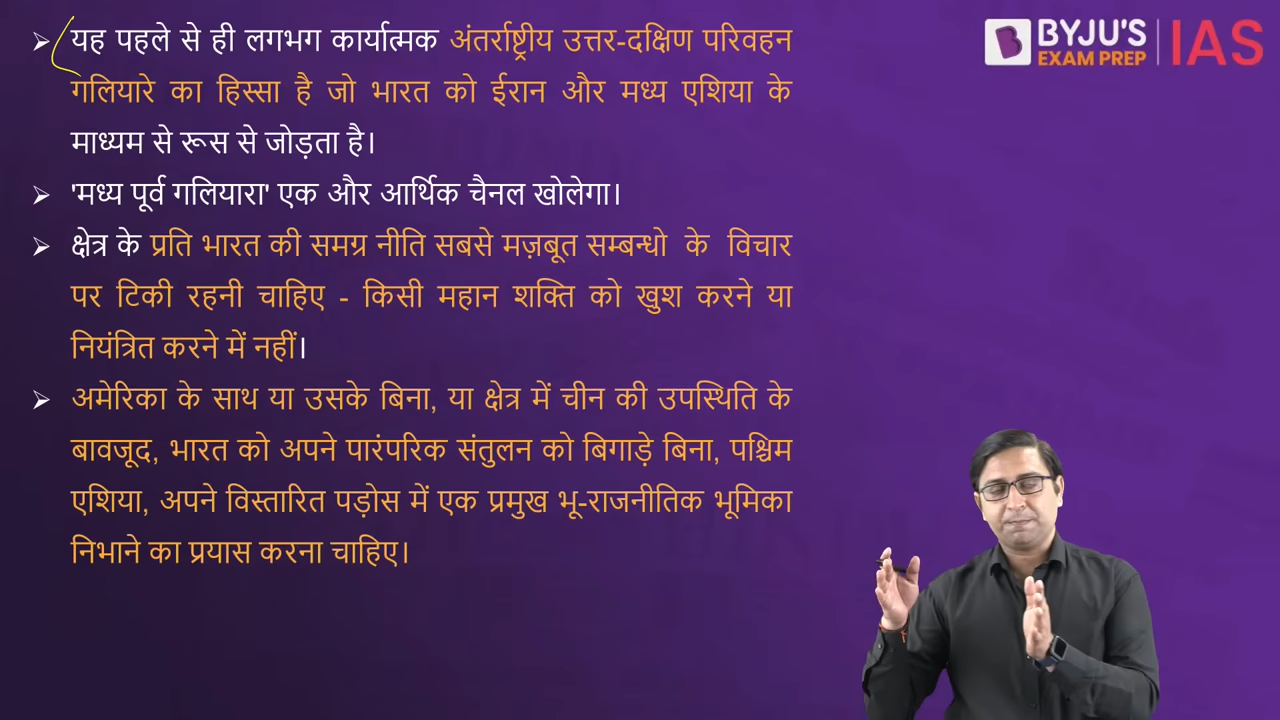 यह पहले से ही लगभग कार्यात्मक अंतर्राष्ट्रीय उत्तर-दक्षिण परिवहन
गलियारे का हिस्सा है जो भारत को ईरान और मध्य एशिया के
माध्यम से रूस से जोड़ता है।
'मध्य पूर्व गलियारा' एक और आर्थिक चैनल खोलेगा।
क्षेत्र के प्रति भारत की समग्र नीति सबसे मज़बूत सम्बन्धो के विचार
पर टिकी रहनी चाहिए - किसी महान शक्ति को खुश करने या
नियंत्रित करने में नहीं।
अमेरिका के साथ या उसके बिना, या क्षेत्र में चीन की उपस्थिति के
बावजूद, भारत को अपने पारंपरिक संतुलन को बिगाड़े बिना, पश्चिम
एशिया, अपने विस्तारित पड़ोस में एक प्रमुख भू-राजनीतिक भूमिका
निभाने का प्रयास करना चाहिए।
BYJU'S
EXAM PREP
IAS